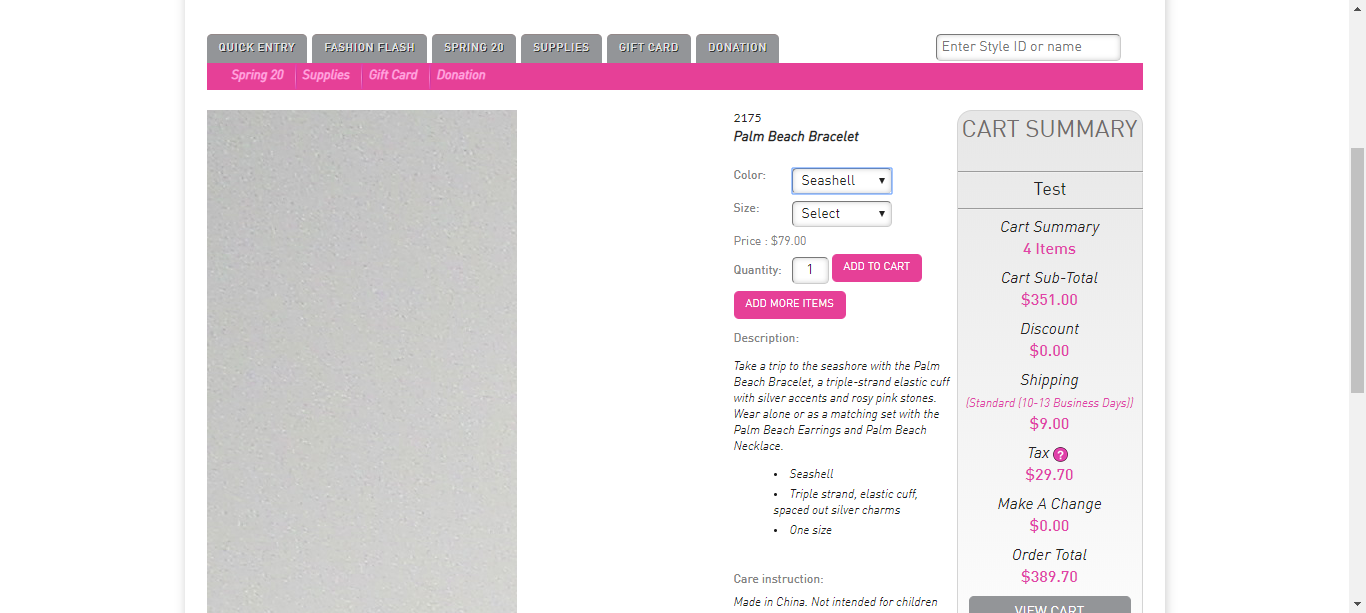 QUICK ENTRY
FASHION FLASH
SPRING 20
SUPPLIES
GIFT CARD
DONATION
Enter Style ID or name
Spring 20
Supplies
Gift Card
Donation
2175
Palm Beach Bracelet
Color:
Seashell
Size:
Select
Price : $79.00
Quantity:
1
ADD TO CART
ADD MORE ITEMS
Description:
Take a trip to the seashore with the Palm
Beach Bracelet, a triple-strand elastic cuff
with silver accents and rosy pink stones.
Wear alone or as a matching set with the
Palm Beach Earrings and Palm Beach
Necklace.
• Seashell
• Triple strand, elastic cuff,
spaced out silver charms
• One size
Care instruction:
Made in China. Not intended for children
CART SUMMARY
Test
Cart Summary
4 Items
Cart Sub-Total
$351.00
Discount
$0.00
Shipping
(Standard (10-13 Business Days))
$9.00
Tax ?
$29.70
Make A Change
$0.00
Order Total
$389.70
VIEW CART